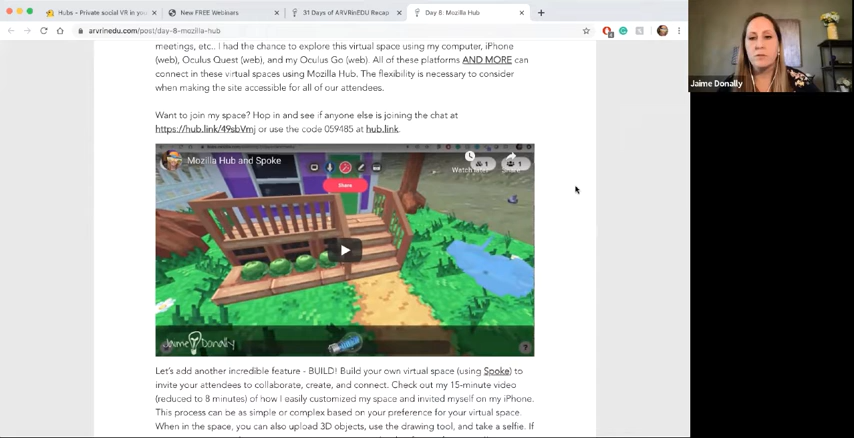 Hubs - Private social VR in you
New FREE Webinars
31 Days of ARVRinEDU Recap
Day 8: Mozilla Hub
arvrinedu.com/post/day-8-mozilla-hub
Jaime Donally
meetings, etc.. I had the chance to explore this virtual space using my computer, iPhone
(web), Oculus Quest (web), and my Oculus Go (web). All of these platforms AND MORE can
connect in these virtual spaces using Mozilla Hub. The flexibility is necessary to consider
when making the site accessible for all of our attendees.
Want to join my space? Hop in and see if anyone else is joining the chat at
https://hub.link/49sbVmj or use the code 059485 at hub.link.
Mozilla Hub and Spoke
Watch later
Share
1
1
Share
Jaime Donally
Let's add another incredible feature - BUILD! Build your own virtual space (using Spoke) to
invite your attendees to collaborate, create, and connect. Check out my 15-minute video
(reduced to 8 minutes) of how I easily customized my space and invited myself on my iPhone.
This process can be as simple or complex based on your preference for your virtual space.
When in the space, you can also upload 3D objects, use the drawing tool, and take a selfie. If